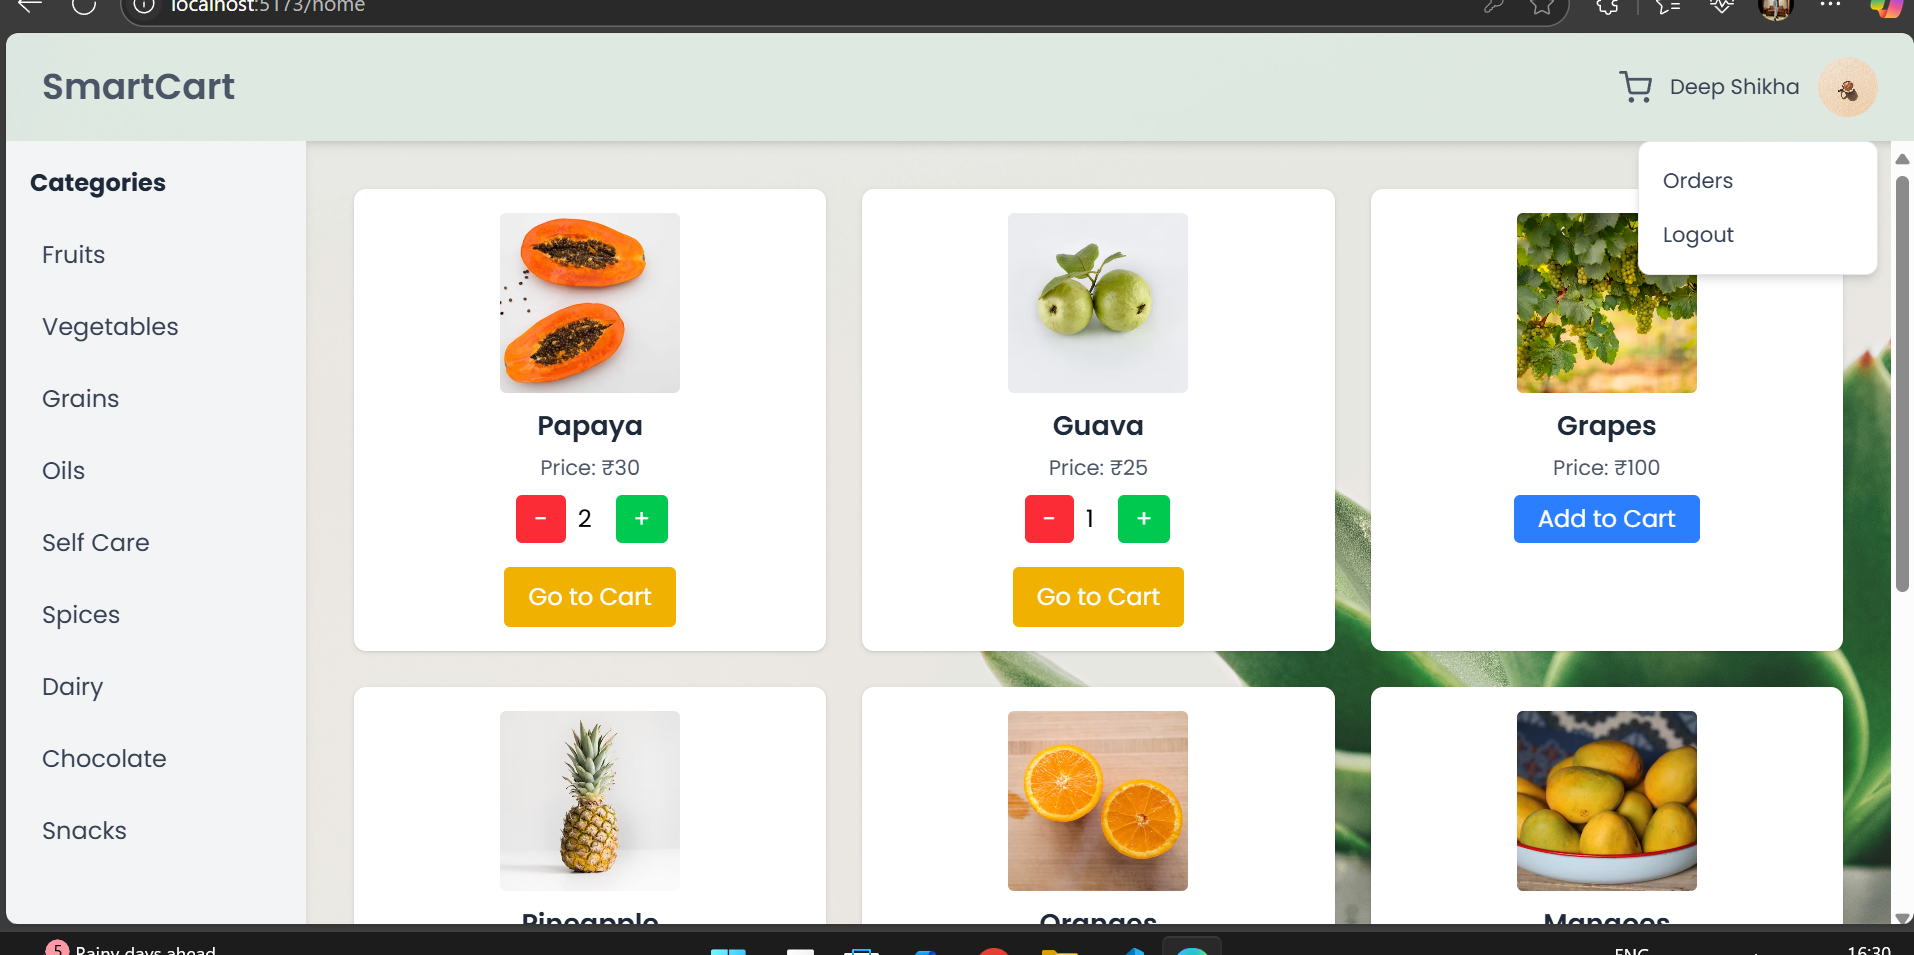 localhost:5173/home
SmartCart
Deep Shikha
Orders
Logout
Categories
Fruits
Vegetables
Grains
Oils
Self Care
Spices
Dairy
Chocolate
Snacks
Papaya
Price: ₹30
- 2 +
Go to Cart
Guava
Price: ₹25
- 1 +
Go to Cart
Grapes
Price: ₹100
Add to Cart
Pineapple
Oranges
Mangoes
5
Rainy days ahead
ENG
16:30